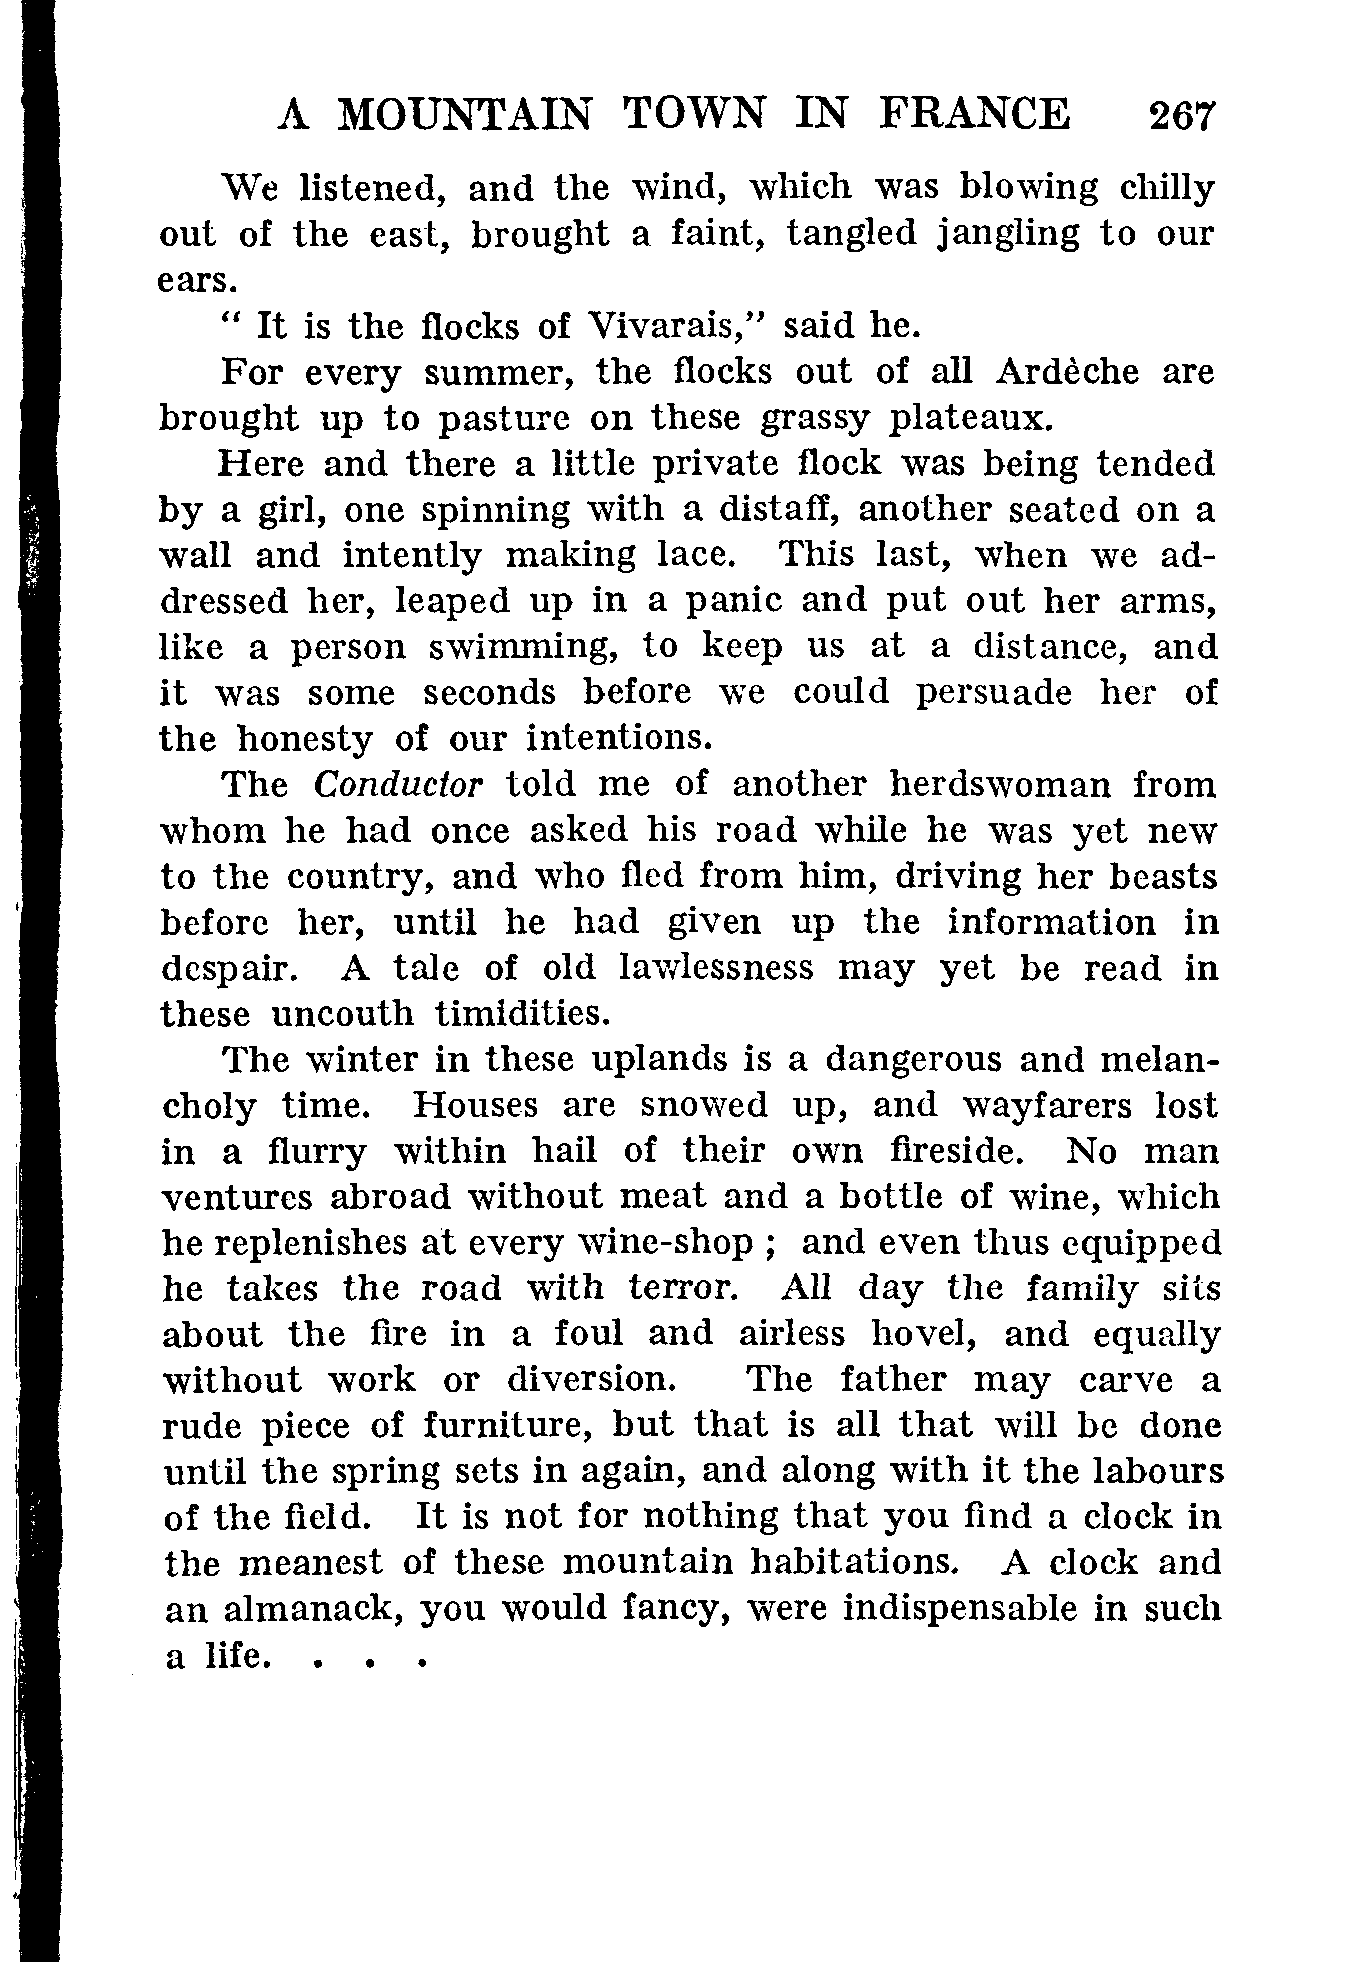 A MOUNTAIN TOWN IN FRANCE 267
We listened, and the wind, which was blowing chilly
out of the east, brought a faint, tangled jangling to our
ears.
“ It is the flocks of Vivarais,” said he.
For every summer, the flocks out of all Ardèche are
brought up to pasture on these grassy plateaux.
Here and there a little private flock was being tended
by a girl, one spinning with a distaff, another seated on a
wall and intently making lace. This last, when we ad-
dressed her, leaped up in a panic and put out her arms,
like a person swimming, to keep us at a distance, and
it was some seconds before we could persuade her of
the honesty of our intentions.
The Conductor told me of another herdswoman from
whom he had once asked his road while he was yet new
to the country, and who fled from him, driving her beasts
before her, until he had given up the information in
despair. A tale of old lawlessness may yet be read in
these uncouth timidities.
The winter in these uplands is a dangerous and melan-
choly time. Houses are snowed up, and wayfarers lost
in a flurry within hail of their own fireside. No man
ventures abroad without meat and a bottle of wine, which
he replenishes at every wine-shop ; and even thus equipped
he takes the road with terror. All day the family sits
about the fire in a foul and airless hovel, and equally
without work or diversion. The father may carve a
rude piece of furniture, but that is all that will be done
until the spring sets in again, and along with it the labours
of the field. It is not for nothing that you find a clock in
the meanest of these mountain habitations. A clock and
an almanack, you would fancy, were indispensable in such
a life. . . .